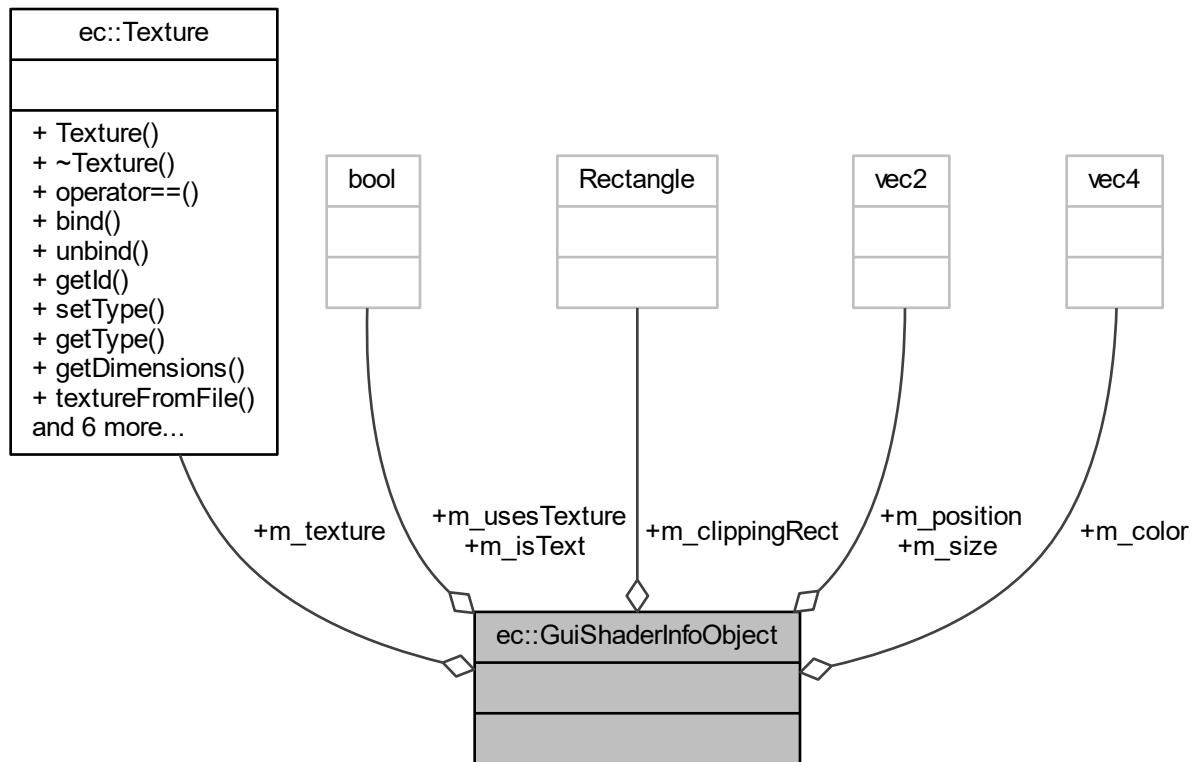 ec::Texture
+ Texture()
+ ~Texture()
+ operator==()
+ bind()
+ unbind()
+ getId()
+ setType()
+ getType()
+ getDimensions()
+ textureFromFile()
and 6 more...
bool
Rectangle
vec2
vec4
+m_texture
+m_usesTexture
+m_isText
+m_clippingRect
+m_position
+m_size
+m_color
ec::GuiShaderInfoObject